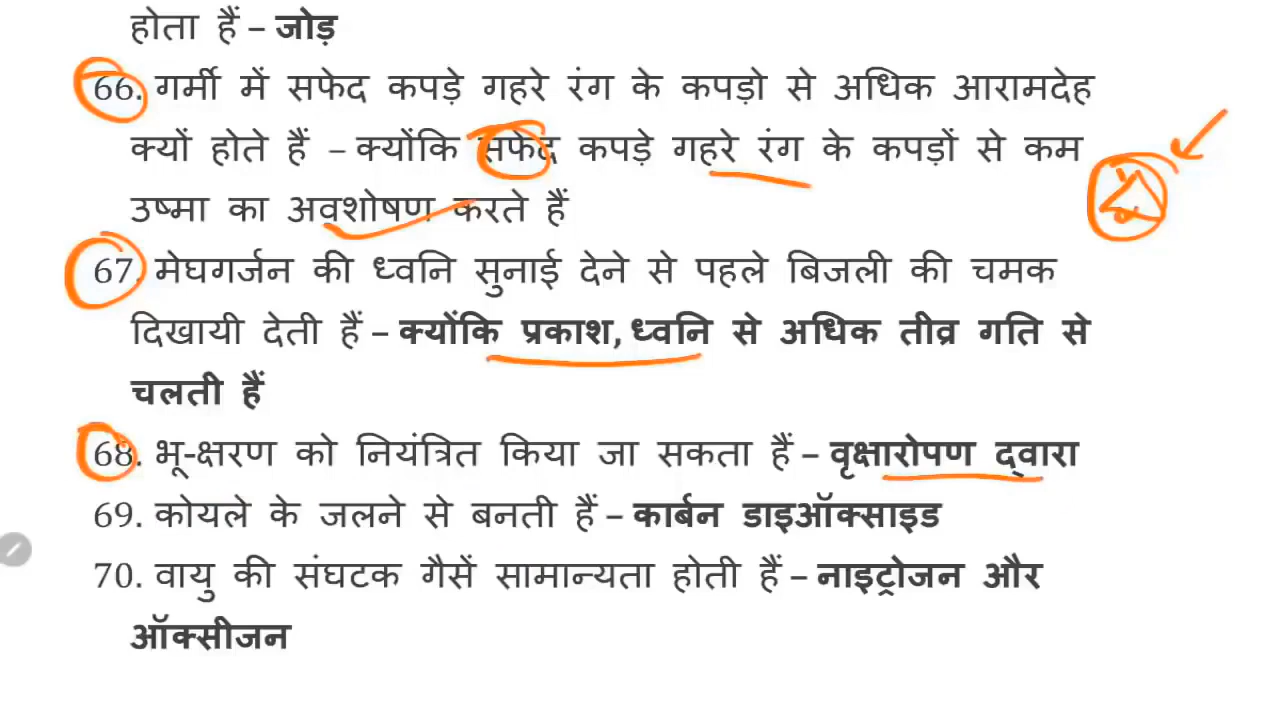 होता हैं – जोड़
66. गर्मी में सफेद कपड़े गहरे रंग के कपड़ो से अधिक आरामदेह
क्यों होते हैं – क्योंकि सफेद कपड़े गहरे रंग के कपड़ों से कम
उष्मा का अवशोषण करते हैं
67. मेघगर्जन की ध्वनि सुनाई देने से पहले बिजली की चमक
दिखायी देती हैं – क्योंकि प्रकाश, ध्वनि से अधिक तीव्र गति से
चलती हैं
68. भू-क्षरण को नियंत्रित किया जा सकता हैं – वृक्षारोपण द्वारा
69. कोयले के जलने से बनती हैं – कार्बन डाइऑक्साइड
70. वायु की संघटक गैसें सामान्यता होती हैं – नाइट्रोजन और
ऑक्सीजन